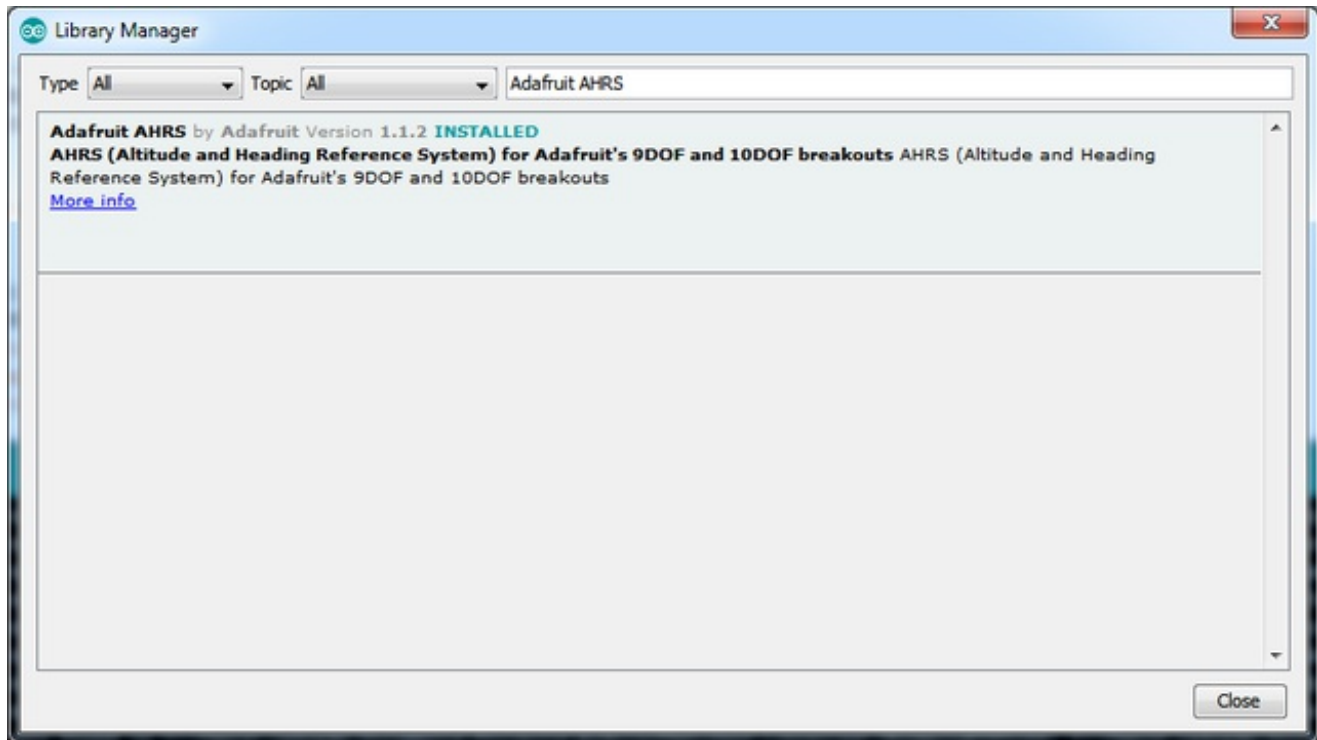 Library Manager
Type All Topic All Adafruit AHRS
Adafruit AHRS by Adafruit Version 1.1.2 INSTALLED
AHRS (Altitude and Heading Reference System) for Adafruit's 9DOF and 10DOF breakouts AHRS (Altitude and Heading
Reference System) for Adafruit's 9DOF and 10DOF breakouts
More info
Close